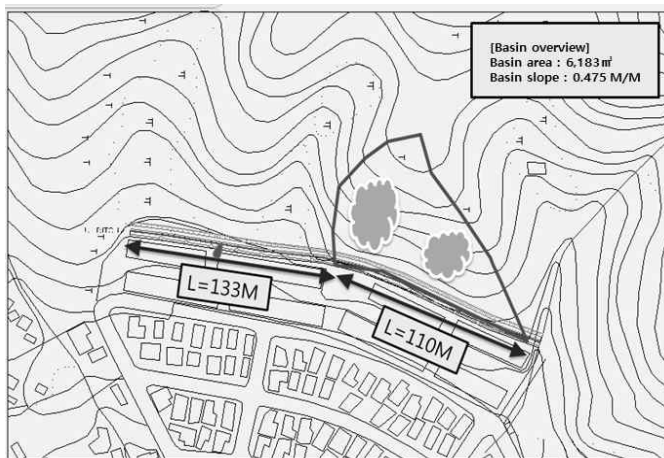 [Basin overview]
Basin area : 6,183㎡
Basin slope : 0.475 M/M
L=133M
L=110M